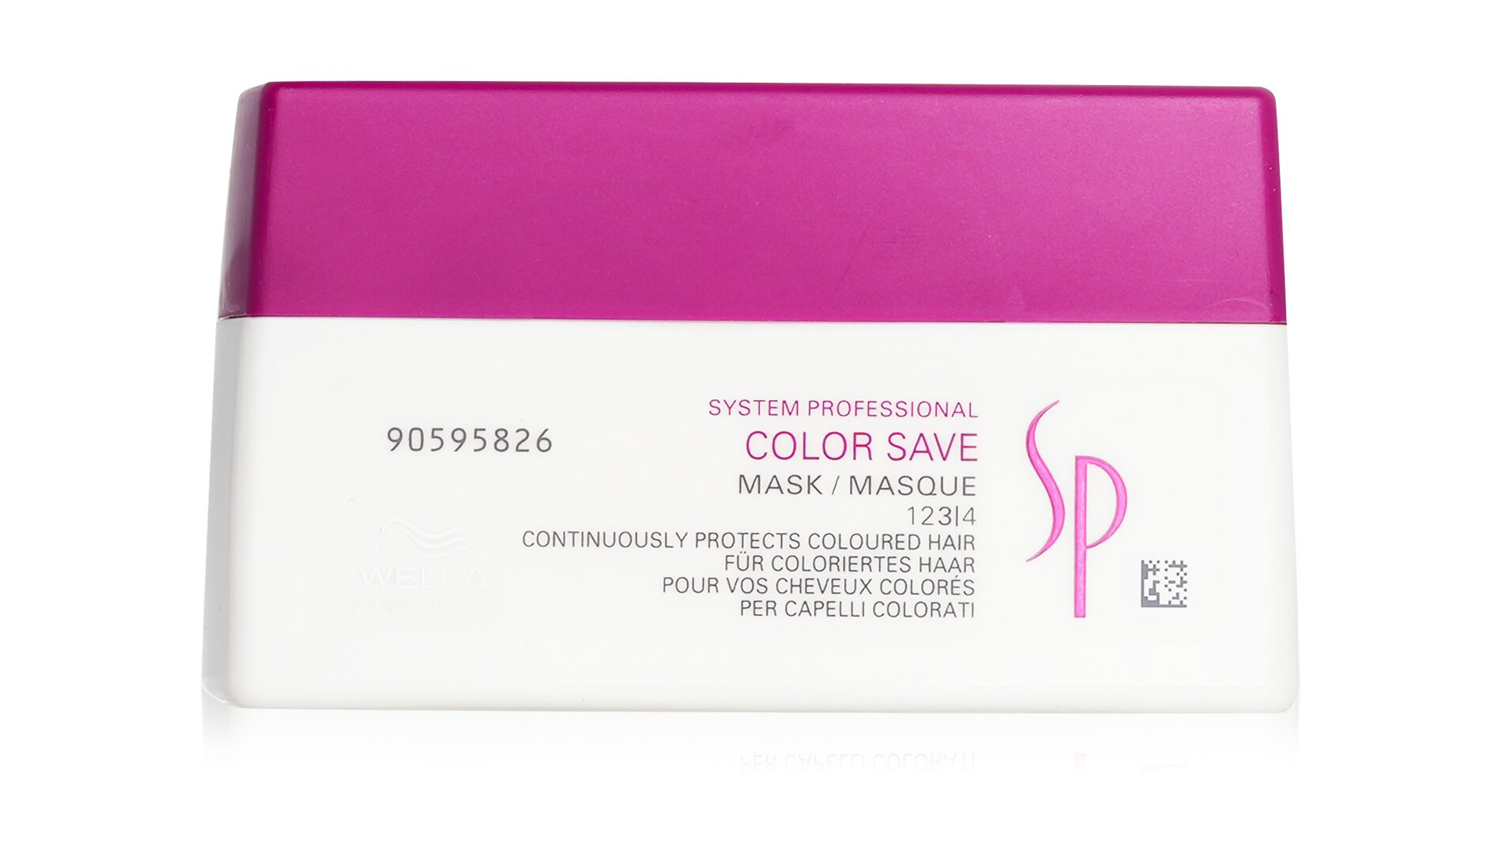 90595826
SYSTEM PROFESSIONAL
COLOR SAVE
MASK / MASQUE
123|4
CONTINUOUSLY PROTECTS COLOURED HAIR
FÜR COLORIERTES HAAR
POUR VOS CHEVEUX COLORÉS
PER CAPELLI COLORATI
SP
WELLA